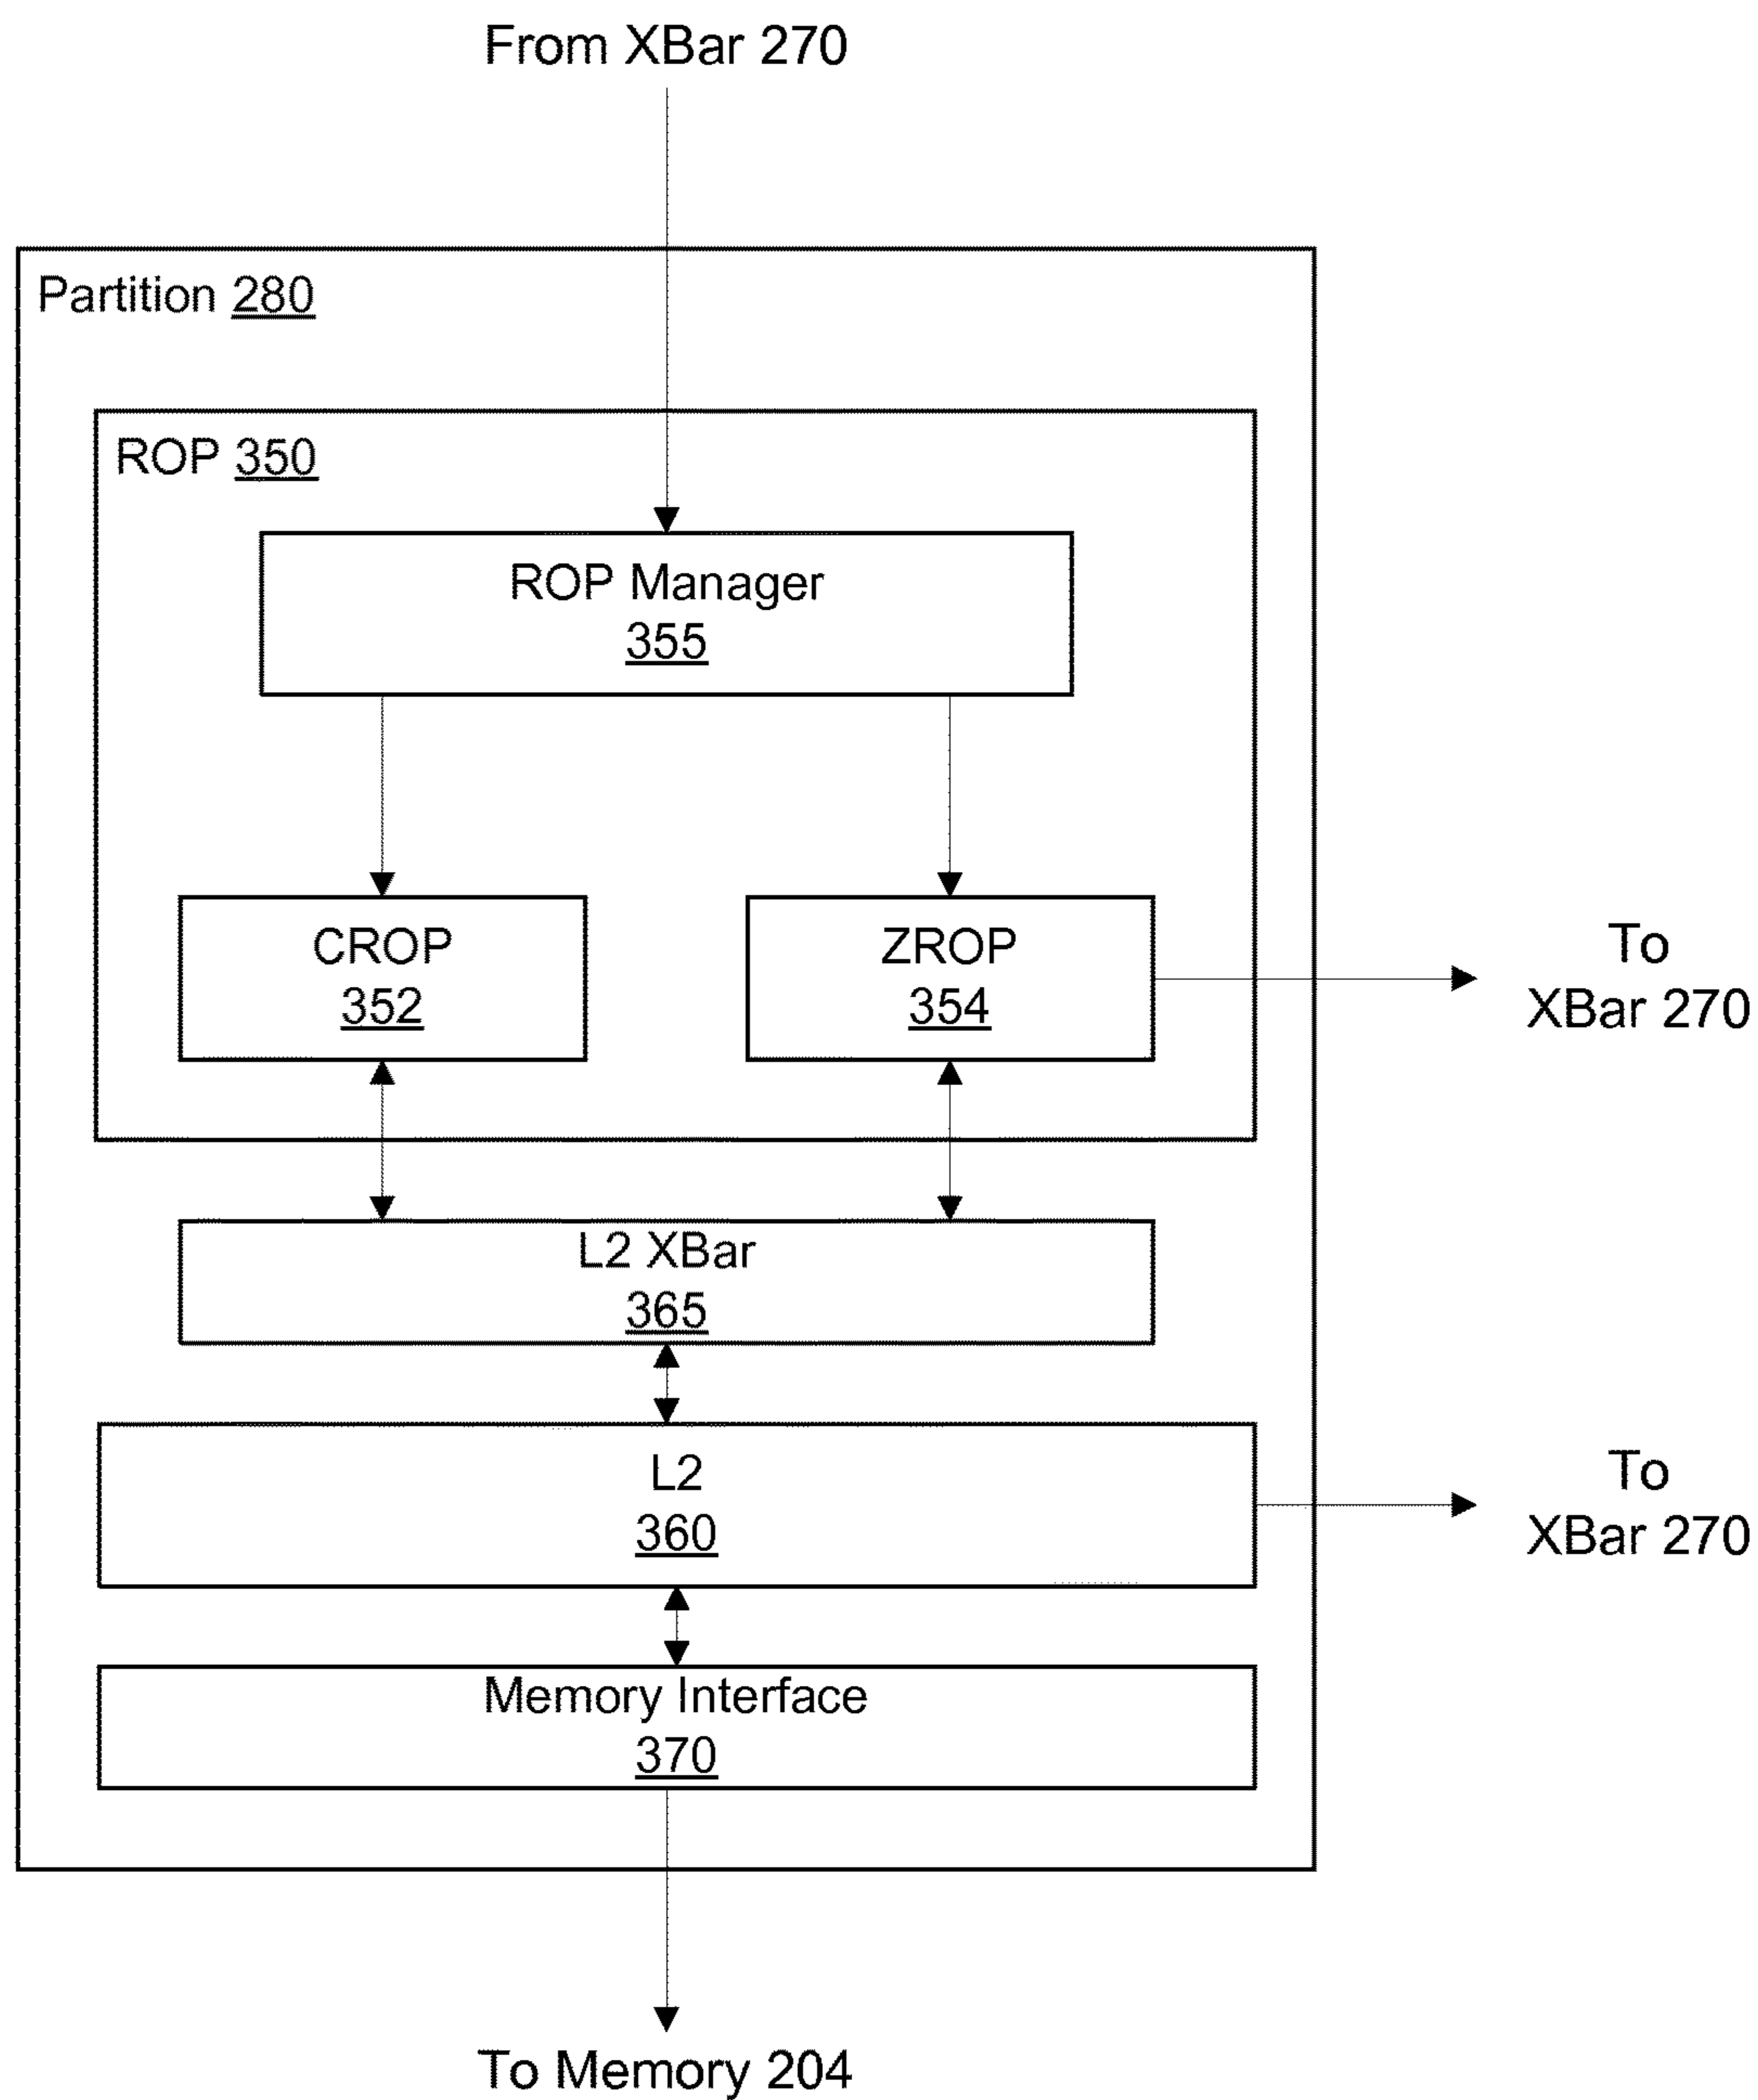 From XBar 270
Partition 280
ROP 350
ROP Manager
355
CROP
352
ZROP
354
To
XBar 270
L2 XBar
365
L2
360
To
XBar 270
Memory Interface
370
To Memory 204